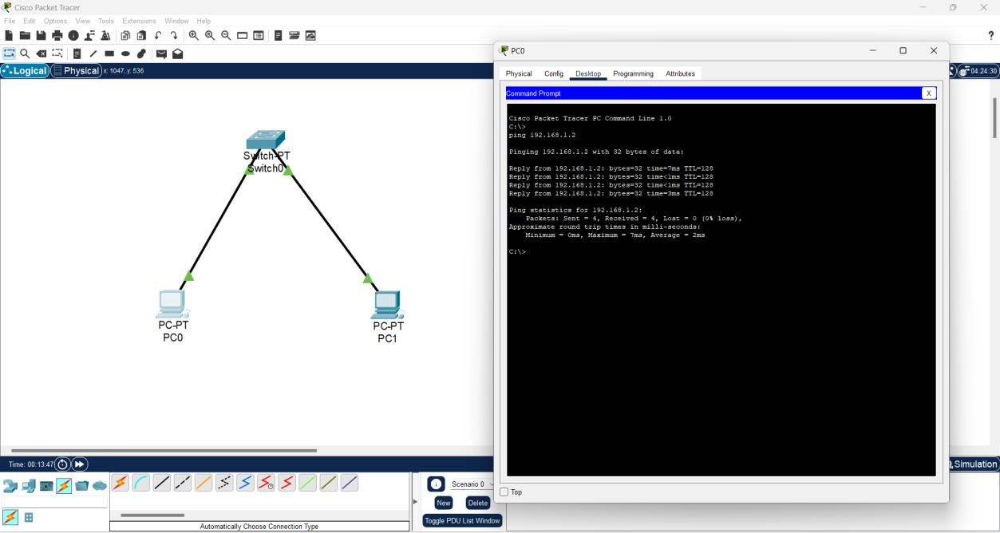 Cisco Packet Tracer
File Edit Options View Tools Extensions Window Help
?
Logical Physical x: 1047, y: 536
04:24:30
Switch-PT
Switch0
PC-PT
PC0
PC-PT
PC1
PC0
Physical Config Desktop Programming Attributes
Command Prompt
X
Cisco Packet Tracer PC Command Line 1.0
C:\>
ping 192.168.1.2
Pinging 192.168.1.2 with 32 bytes of data:
Reply from 192.168.1.2: bytes=32 time=7ms TTL=128
Reply from 192.168.1.2: bytes=32 time<1ms TTL=128
Reply from 192.168.1.2: bytes=32 time<1ms TTL=128
Reply from 192.168.1.2: bytes=32 time=3ms TTL=128
Ping statistics for 192.168.1.2:
Packets: Sent = 4, Received = 4, Lost = 0 (0% loss),
Approximate round trip times in milli-seconds:
Minimum = 0ms, Maximum = 7ms, Average = 2ms
C:\>
Top
Time: 00:13:47
Simulation
Scenario 0
New Delete
Toggle PDU List Window
Automatically Choose Connection Type